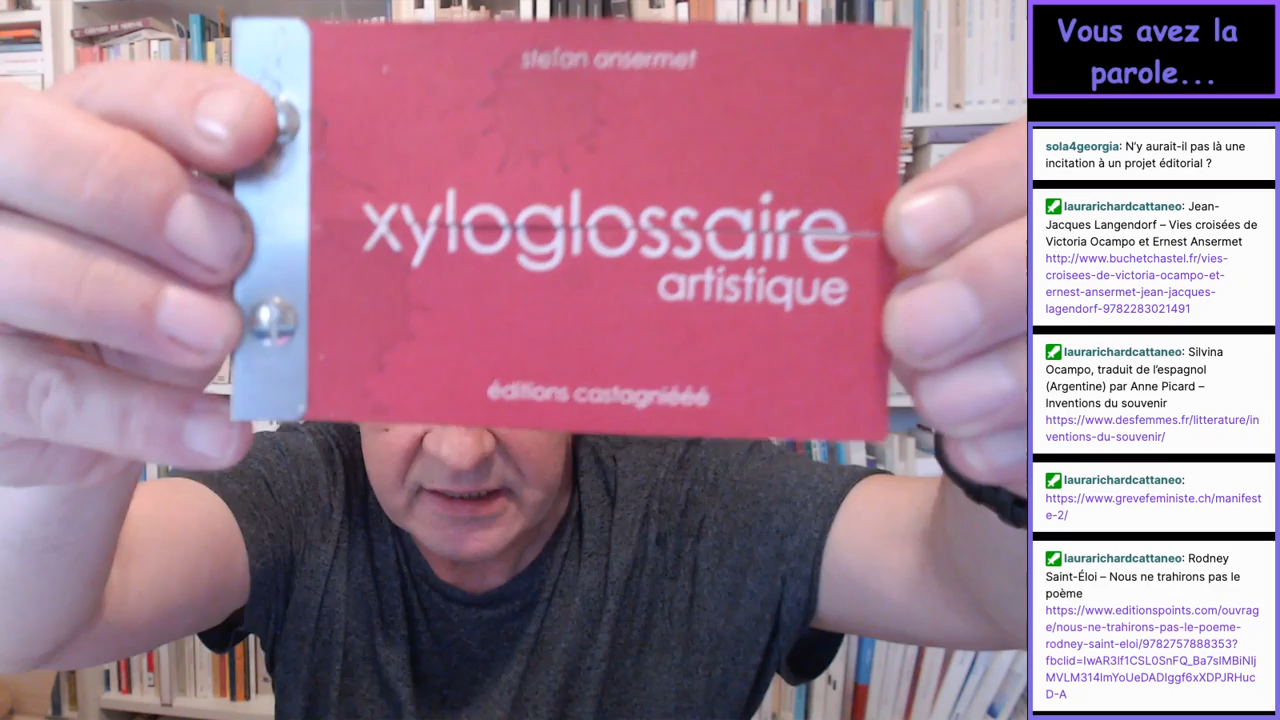 stefan ansermet
xyloglossaire
artistique
éditions castagniééé
Vous avez la
parole...
sola4georgia: N'y aurait-il pas là une
incitation à un projet éditorial ?
laurarichardcattaneo: Jean-
Jacques Langendorf – Vies croisées de
Victoria Ocampo et Ernest Ansermet
http://www.buchetchastel.fr/vies-
croisees-de-victoria-ocampo-et-
ernest-ansermet-jean-jacques-
lagendorf-9782283021491
laurarichardcattaneo: Silvina
Ocampo, traduit de l'espagnol
(Argentine) par Anne Picard –
Inventions du souvenir
https://www.desfemmes.fr/litterature/in
ventions-du-souvenir/
laurarichardcattaneo:
https://www.grevefeministe.ch/manifest
e-2/
laurarichardcattaneo: Rodney
Saint-Éloi – Nous ne trahirons pas le
poème
https://www.editionspoints.com/ouvrag
e/nous-ne-trahirons-pas-le-poeme-
rodney-saint-eloi/9782757888353?
fbclid=IwAR3lf1CSL0SnFQ_Ba7slMBiNIj
MVLM314lmYoUeDADIggf6xXDPJRHuc
D-A